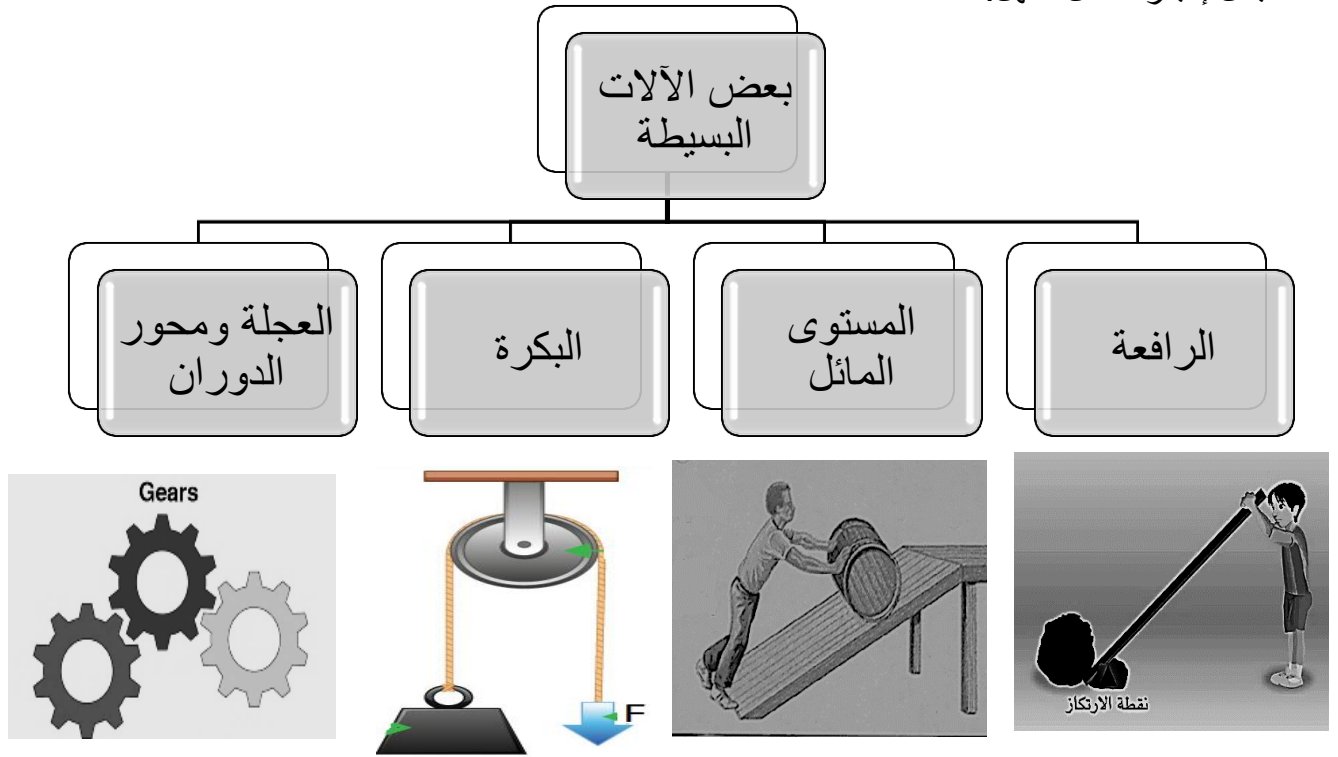 بعض الآلات
البسيطة
الرافعة
المستوى
المائل
البكرة
العجلة ومحور
الدوران
نقطة الارتكاز
F
Gears